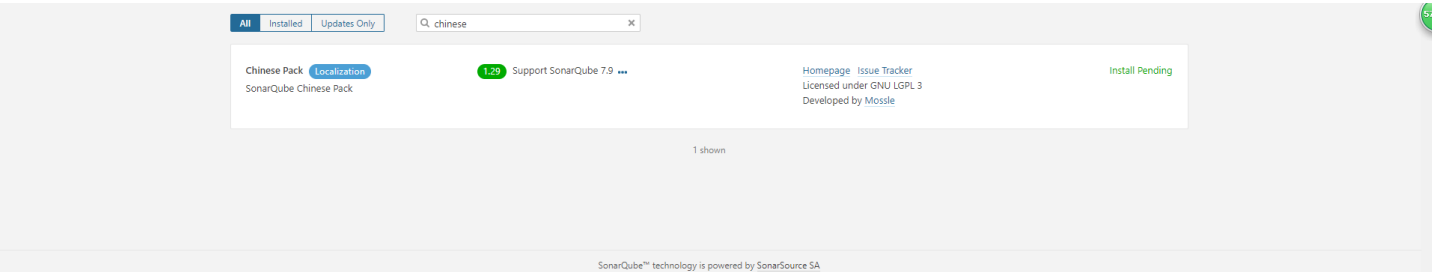 All Installed Updates Only chinese
Chinese Pack Localization 1.29 Support SonarQube 7.9 ••• Homepage Issue Tracker Install Pending
SonarQube Chinese Pack Licensed under GNU LGPL 3
Developed by Mossle
1 shown
SonarQube™ technology is powered by SonarSource SA